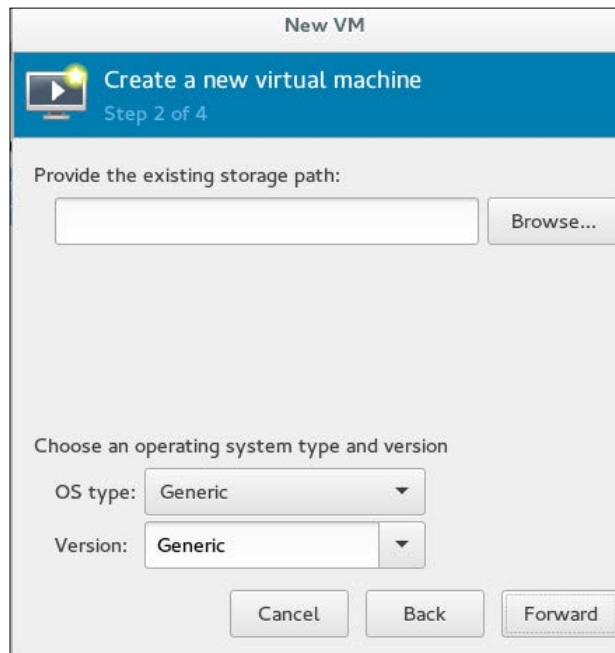 New VM
Create a new virtual machine
Step 2 of 4
Provide the existing storage path:
Browse...
Choose an operating system type and version
OS type: Generic
Version: Generic
Cancel Back Forward